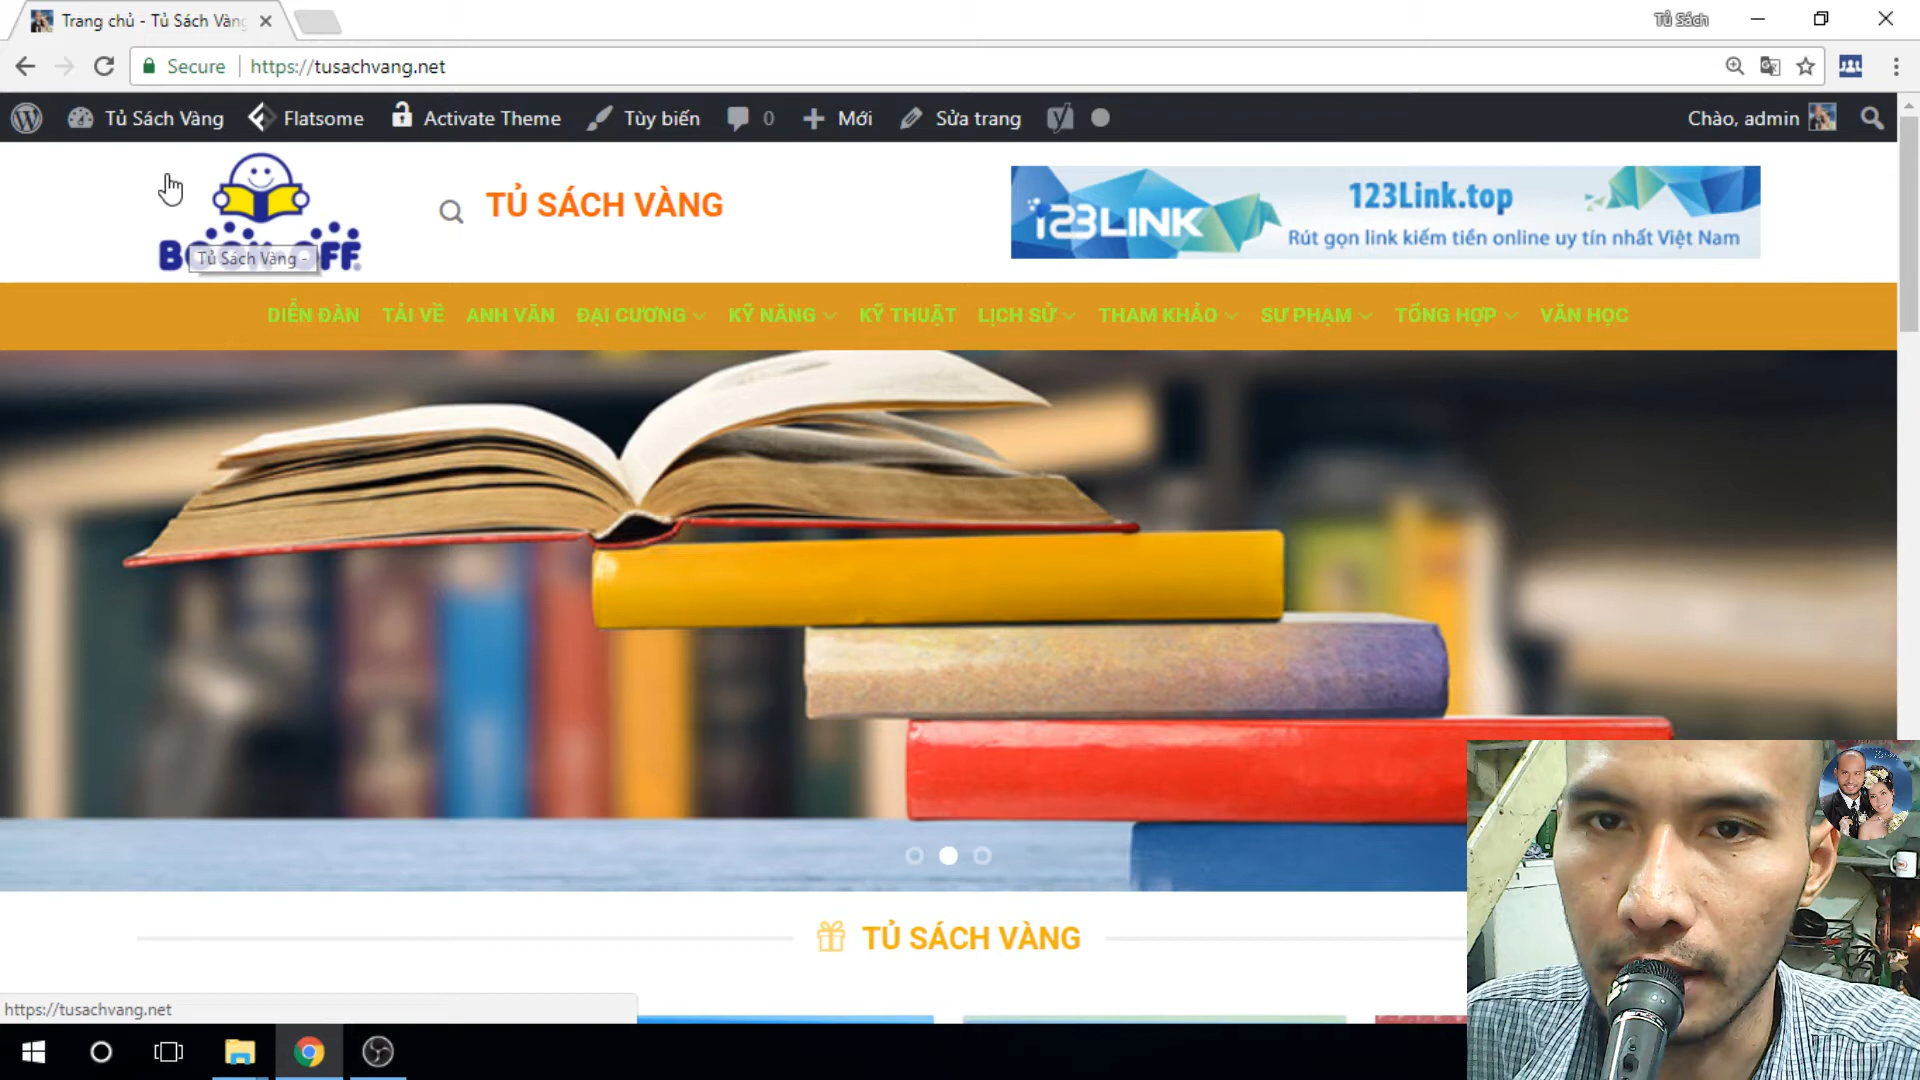 Trang chủ - Tủ Sách Vàng
Tủ Sách
Secure
https://tusachvang.net
Tủ Sách Vàng
Flatsome
Activate Theme
Tùy biến
0
Mới
Sửa trang
Chào, admin
TỦ SÁCH VÀNG
Tủ Sách Vàng -
123LINK
123Link.top
Rút gọn link kiếm tiền online uy tín nhất Việt Nam
DIỄN ĐÀN TẢI VỀ ANH VĂN ĐẠI CƯƠNG KỸ NĂNG KỸ THUẬT LỊCH SỬ THAM KHẢO SƯ PHẠM TỔNG HỢP VĂN HỌC
TỦ SÁCH VÀNG
https://tusachvang.net